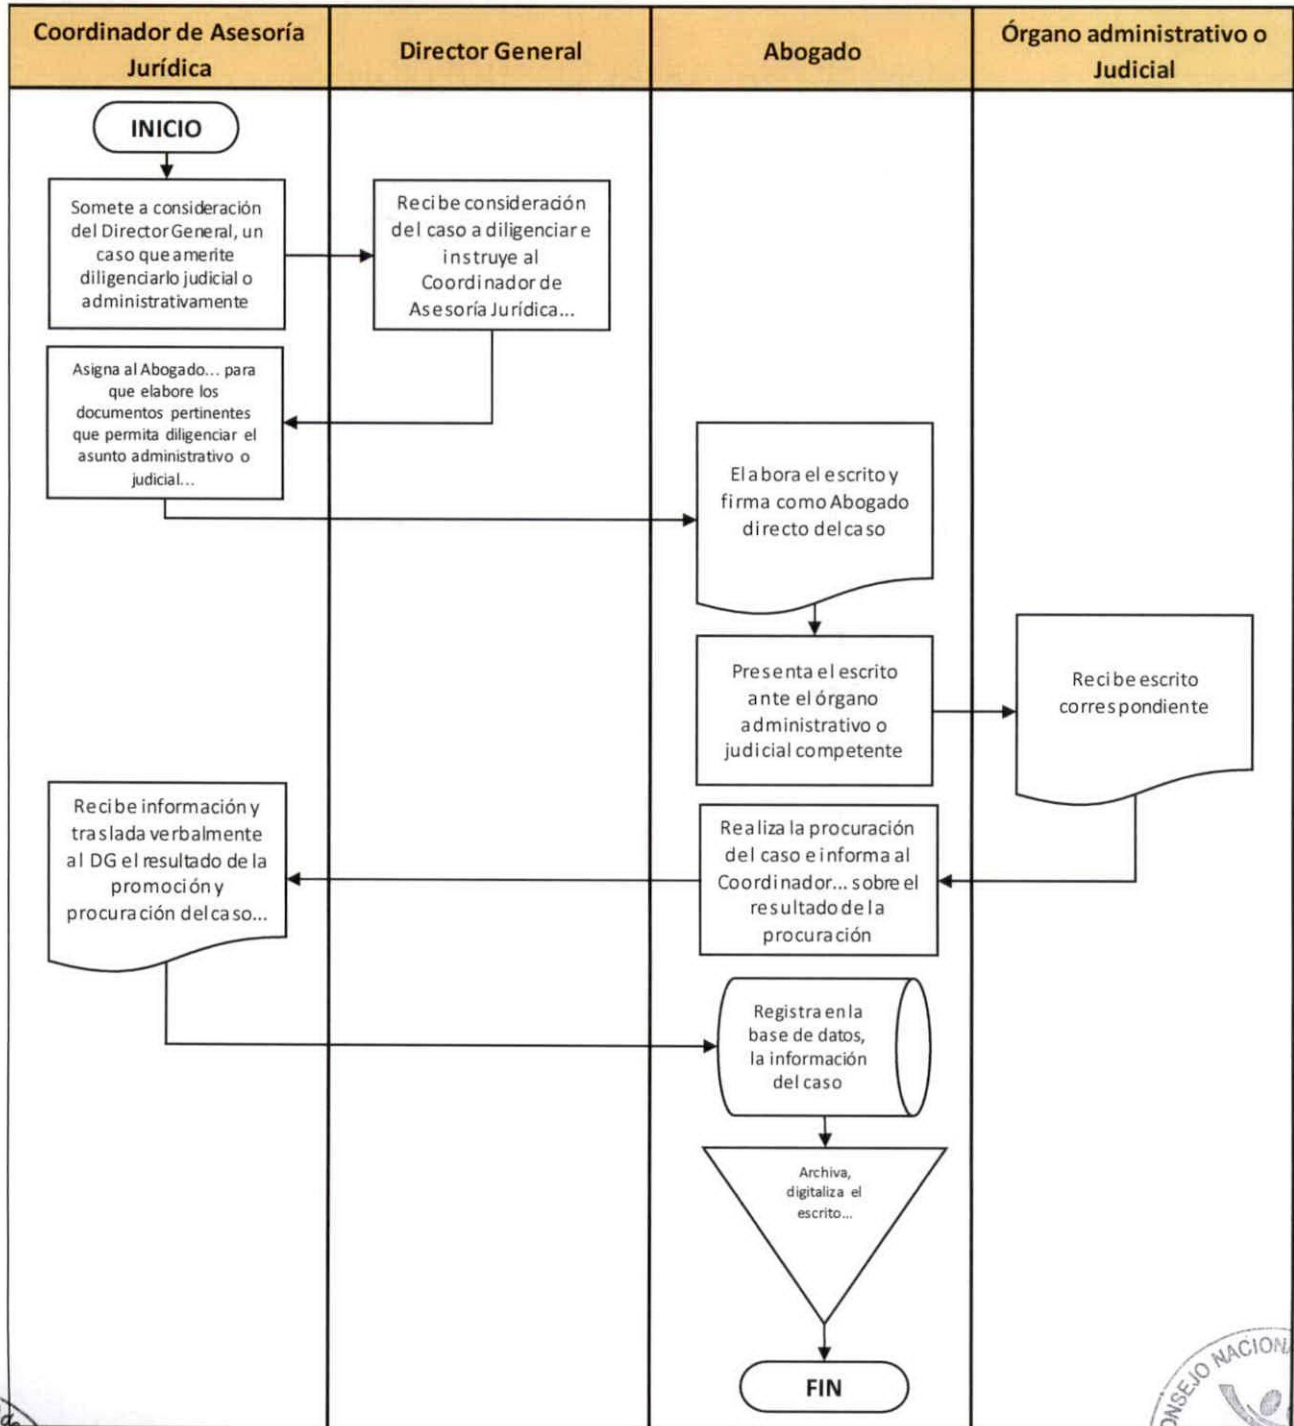 Coordinador de Asesoría
Jurídica
Director General
Abogado
Órgano administrativo o
Judicial
INICIO
Somete a consideración
del Director General, un
caso que amerite
diligenciarlo judicial o
administrativamente
Recibe consideración
del caso a diligenciar e
instruye al
Coordinador de
Asesoría Jurídica...
Asigna al Abogado... para
que elabore los
documentos pertinentes
que permita diligenciar el
asunto administrativo o
judicial...
Elabora el escrito y
firma como Abogado
directo del caso
Presenta el escrito
ante el órgano
administrativo o
judicial competente
Recibe escrito
correspondiente
Realiza la procuración
del caso e informa al
Coordinador... sobre el
resultado de la
procuración
Recibe información y
traslada verbalmente
al DG el resultado de la
promoción y
procuración del caso...
Registra en la
base de datos,
la información
del caso
Archiva,
digitaliza el
escrito...
FIN